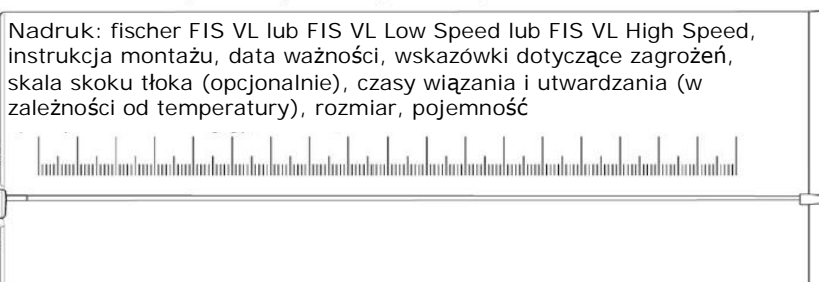 Nadruk: fischer FIS VL lub FIS VL Low Speed lub FIS VL High Speed,
instrukcja montażu, data ważności, wskazówki dotyczące zagrożeń,
skala skoku tłoka (opcjonalnie), czasy wiązania i utwardzania (w
zależności od temperatury), rozmiar, pojemność